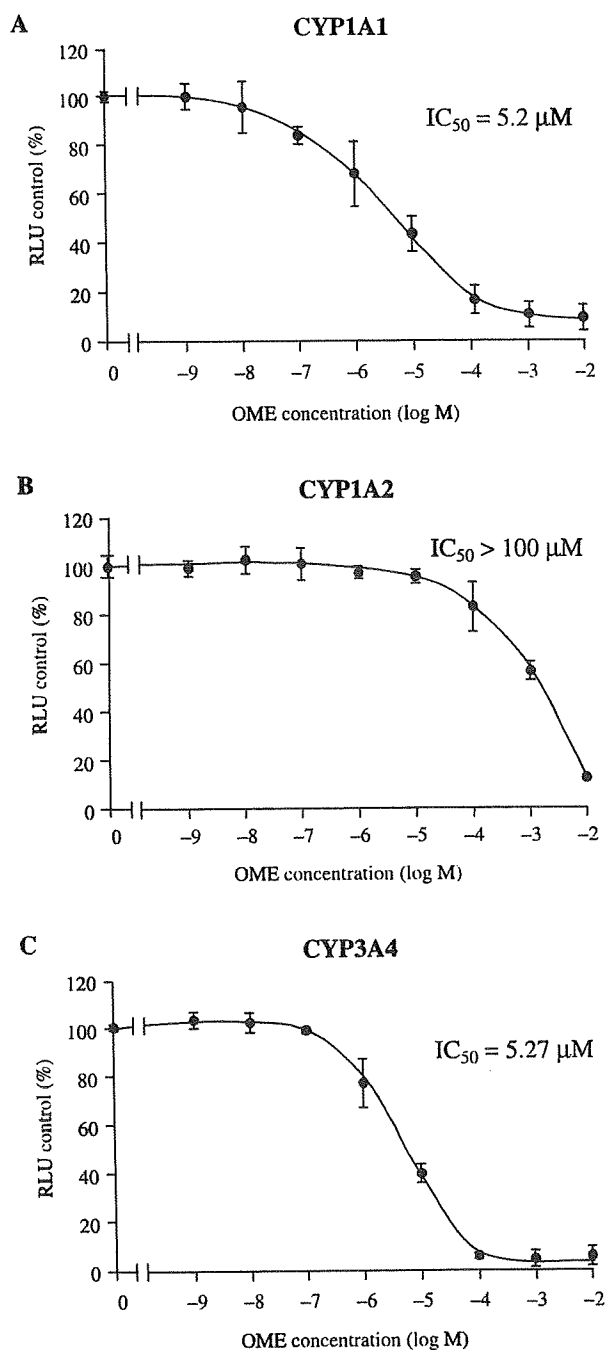 A
CYP1A1
120
100
80
60
40
20
0
RLU control (%)
IC50 = 5.2 µM
0 –9 –8 –7 –6 –5 –4 –3 –2
OME concentration (log M)
B
CYP1A2
120
100
80
60
40
20
0
RLU control (%)
IC50 > 100 µM
0 –9 –8 –7 –6 –5 –4 –3 –2
OME concentration (log M)
C
CYP3A4
120
100
80
60
40
20
0
RLU control (%)
IC50 = 5.27 µM
0 –9 –8 –7 –6 –5 –4 –3 –2
OME concentration (log M)